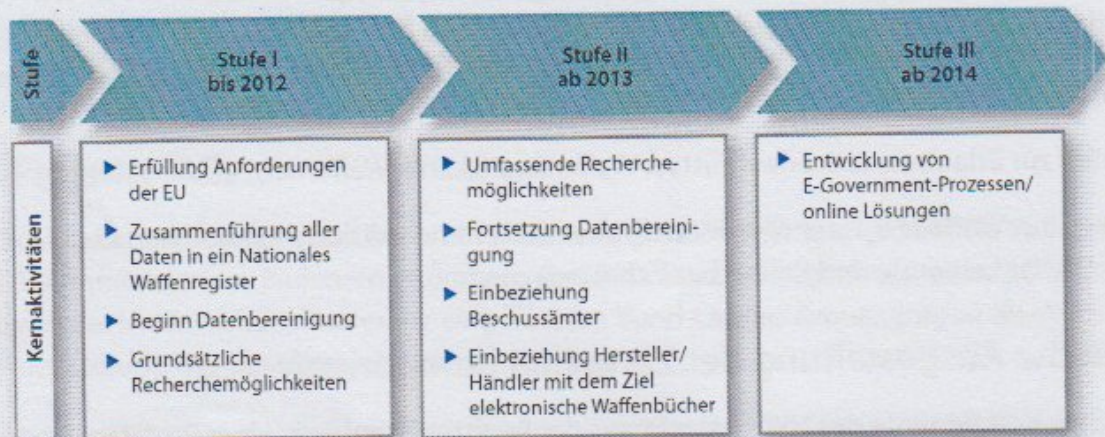 Stufe
Stufe I
bis 2012
Stufe II
ab 2013
Stufe III
ab 2014
Kernaktivitäten
Erfüllung Anforderungen
der EU
Zusammenführung aller
Daten in ein Nationales
Waffenregister
Beginn Datenbereinigung
Grundsätzliche
Recherchemöglichkeiten
Umfassende Recherche-
möglichkeiten
Fortsetzung Datenbereini-
gung
Einbeziehung
Beschussämter
Einbeziehung Hersteller/
Händler mit dem Ziel
elektronische Waffenbücher
Entwicklung von
E-Government-Prozessen/
online Lösungen